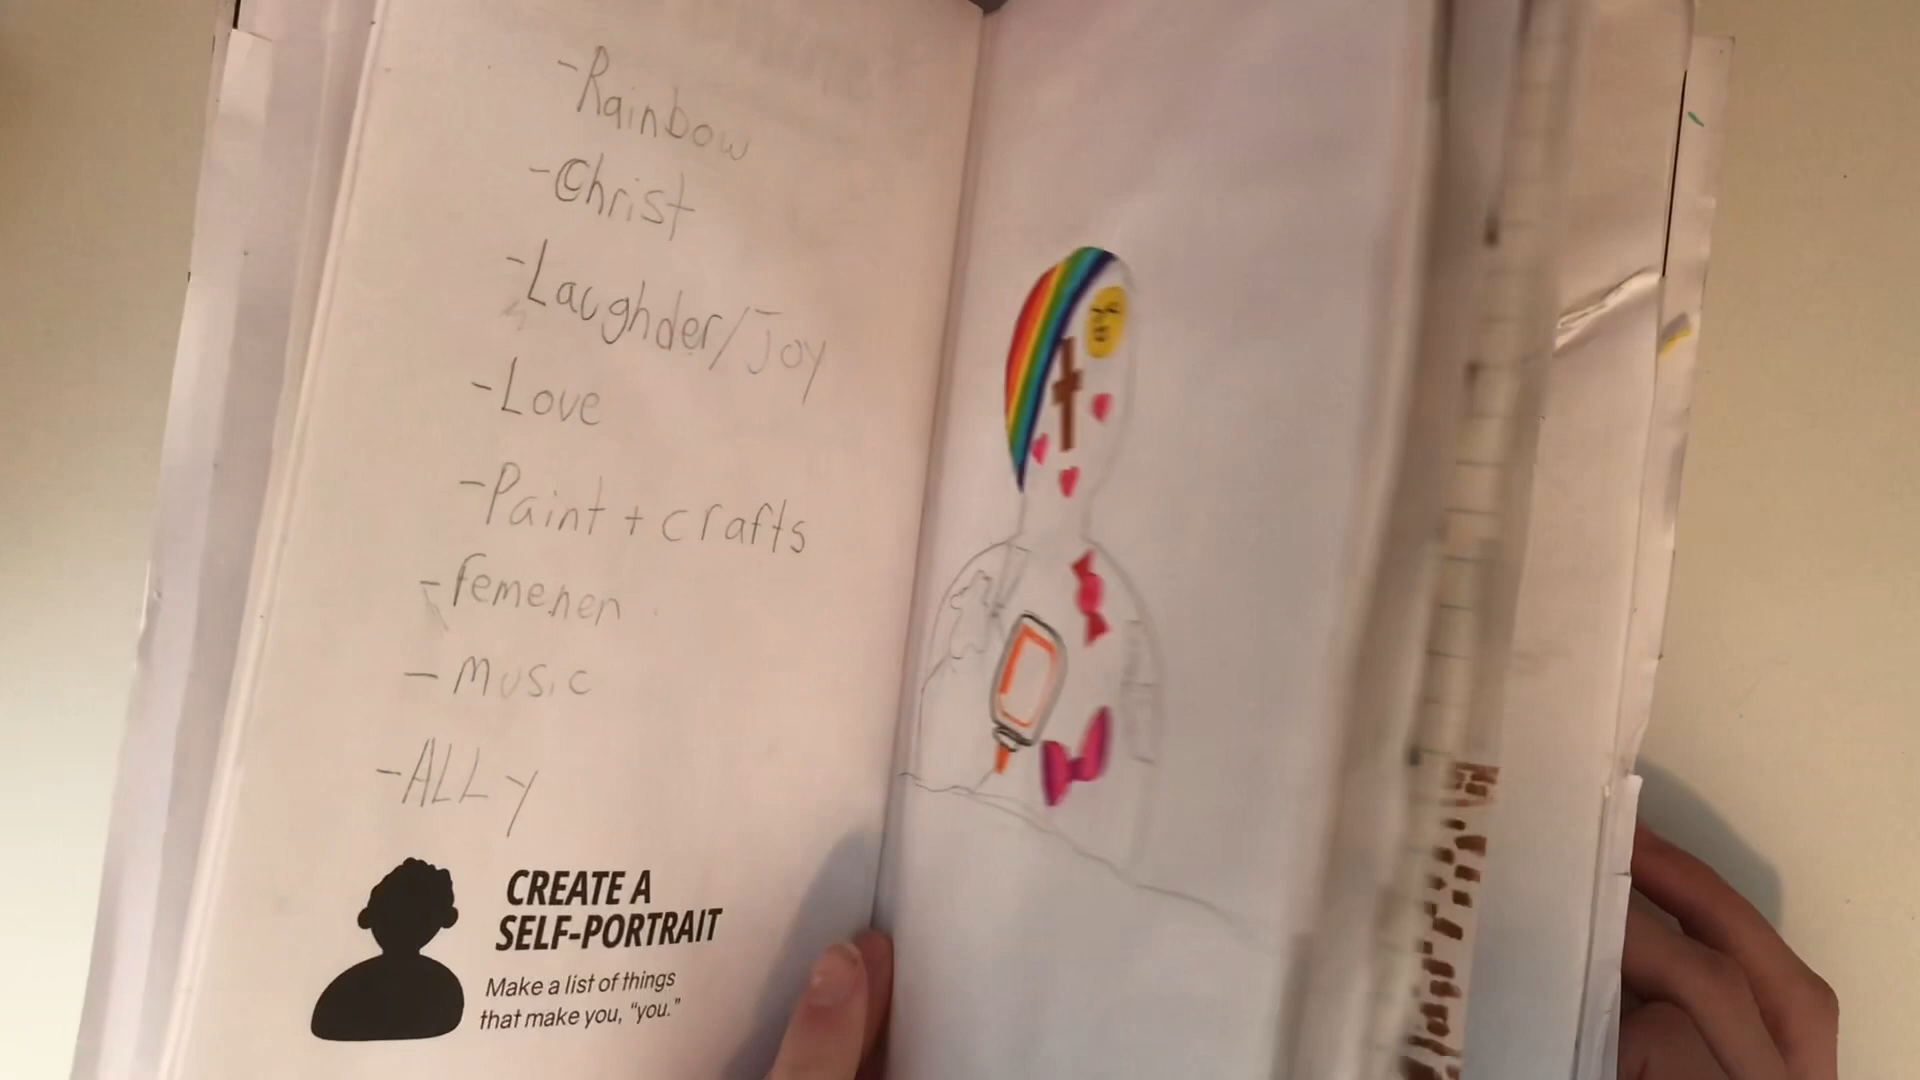 -Rainbow
-Christ
-Laughder/Joy
-Love
-Paint + crafts
-femenen
-music
-ALLy
CREATE A
SELF-PORTRAIT
Make a list of things
that make you, “you.”